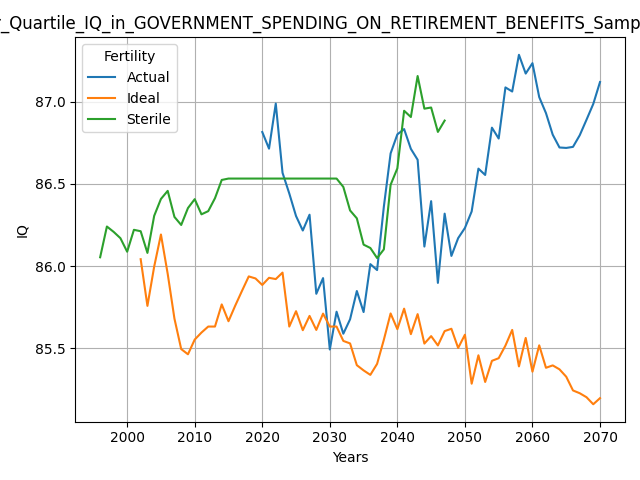 _Quartile_IQ_in_GOVERNMENT_SPENDING_ON_RETIREMENT_BENEFITS_Samp
Fertility
Actual
Ideal
Sterile
87.0
86.5
86.0
85.5
IQ
2000 2010 2020 2030 2040 2050 2060 2070
Years